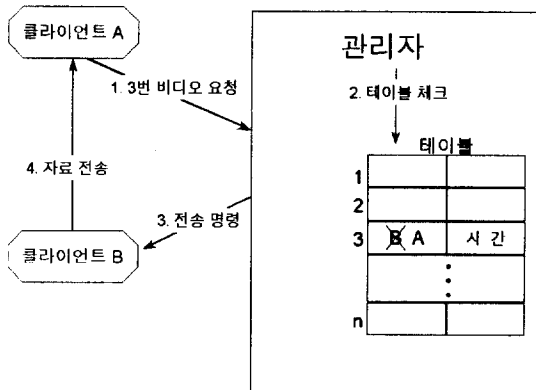 클라이언트 A
관리자
1. 3번 비디오 요청
2. 테이블 체크
4. 자료 전송
테이블
1
2
3. 전송 명령
3 B A 시 간
클라이언트 B
n